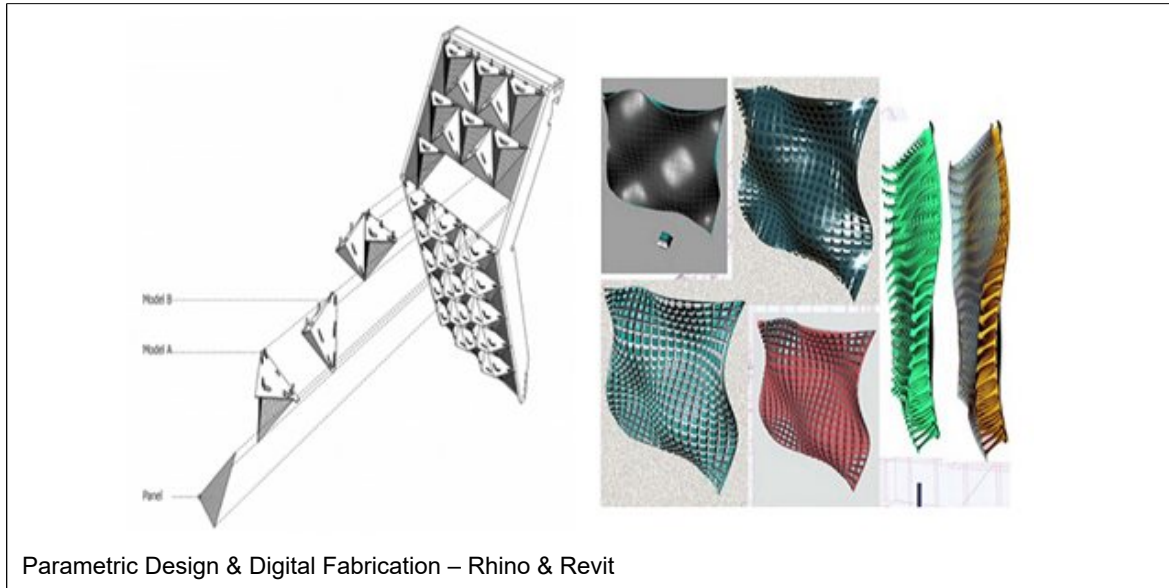 Model B
Model A
Panel
Parametric Design & Digital Fabrication – Rhino & Revit